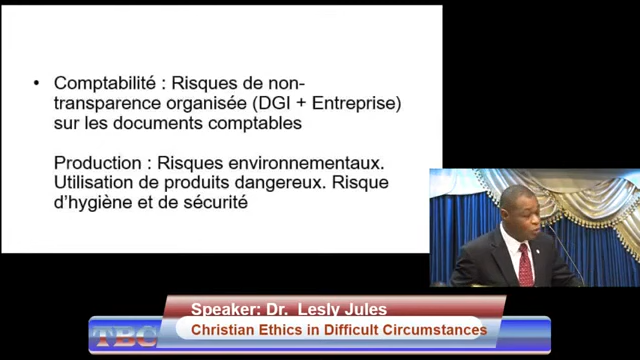 • Comptabilité : Risques de non-
transparence organisée (DGI + Entreprise)
sur les documents comptables
Production : Risques environnementaux.
Utilisation de produits dangereux. Risque
d'hygiène et de sécurité
Speaker: Dr. Lesly Jules
Christian Ethics in Difficult Circumstances
TBC